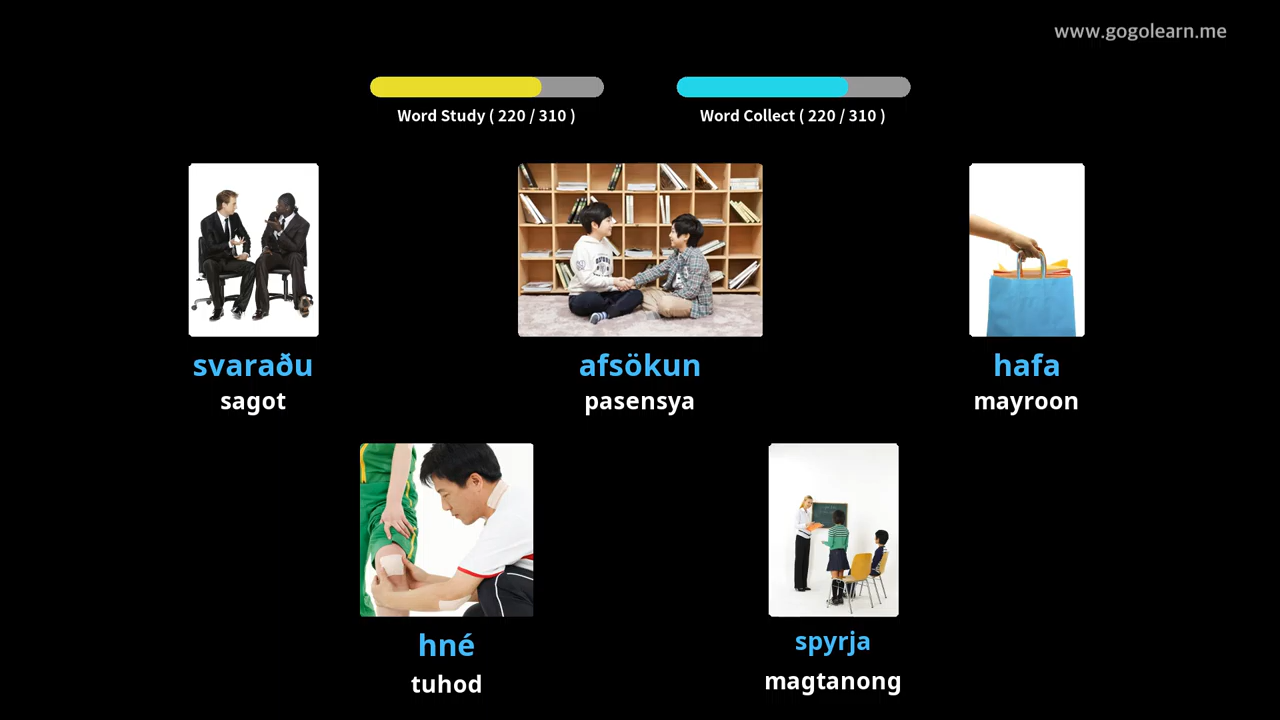 www.gogolearn.me
Word Study ( 220 / 310 )
Word Collect ( 220 / 310 )
svaraðu
sagot
afsökun
pasensya
hafa
mayroon
hné
tuhod
spyrja
magtanong